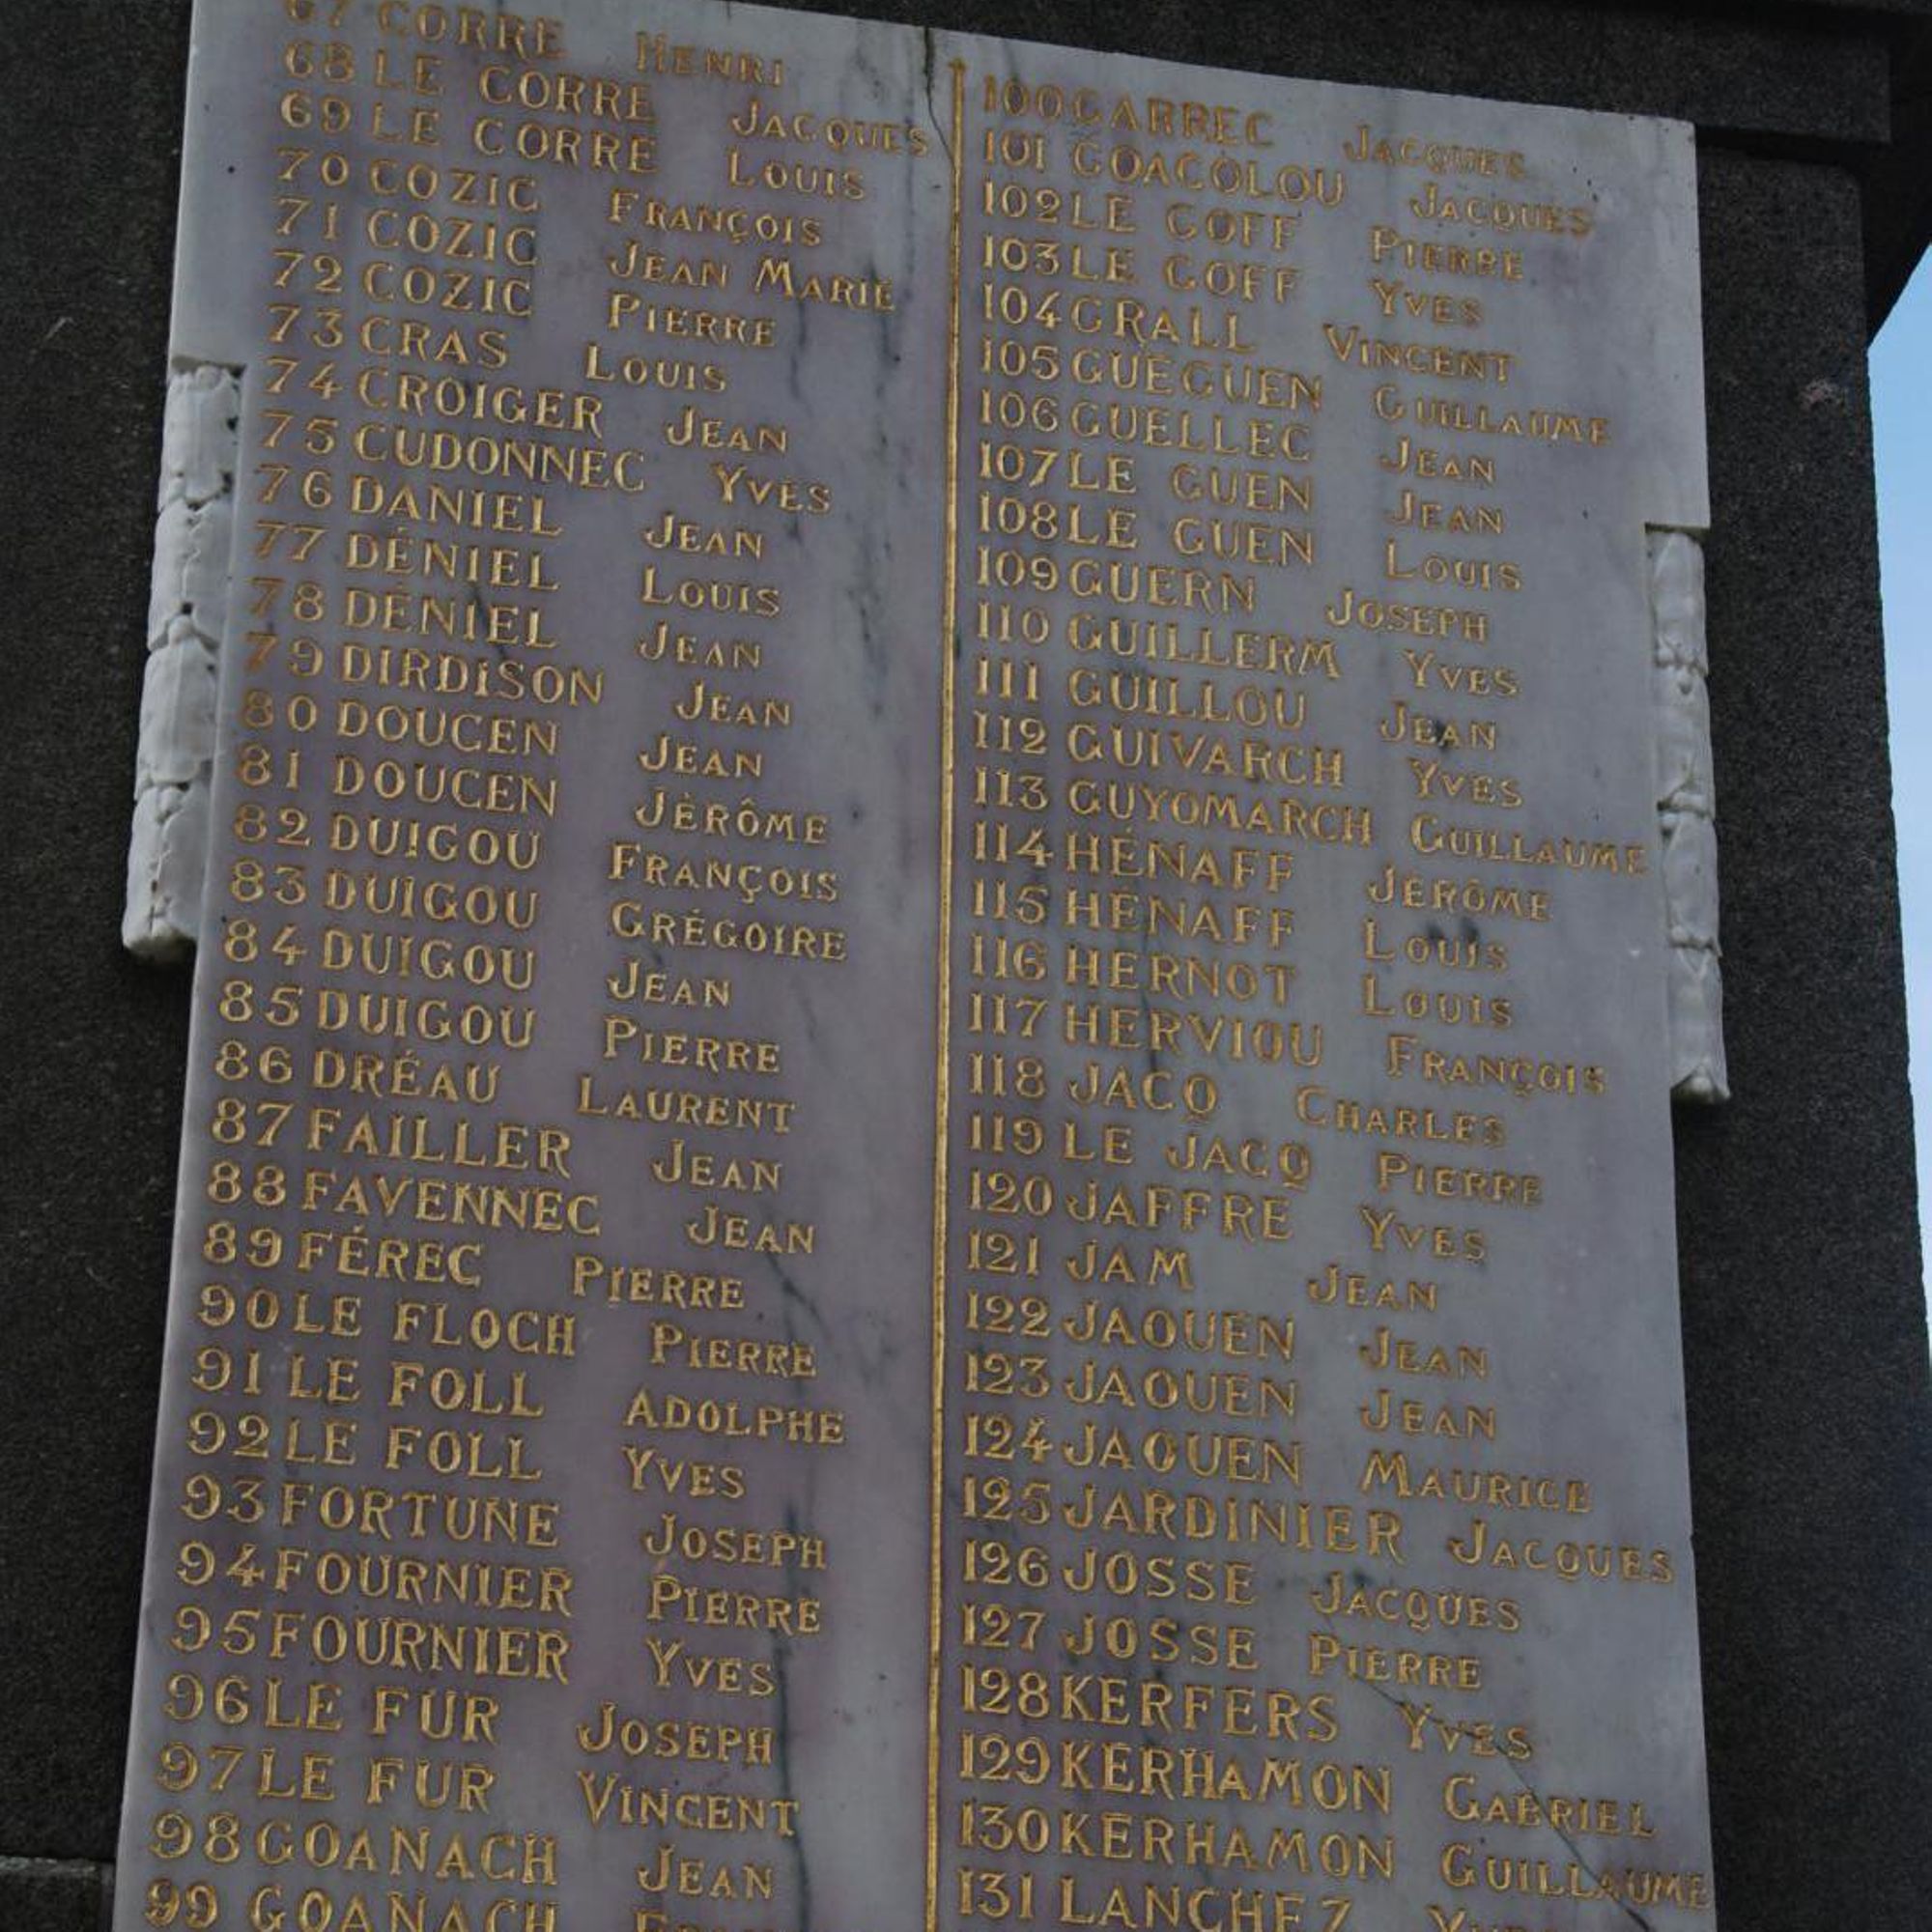 67 CORRE HENRI
68 LE CORRE JACQUES
69 LE CORRE LOUIS
70 COZIC FRANÇOIS
71 COZIC JEAN MARIE
72 COZIC PIERRE
73 CRAS LOUIS
74 CROIGER JEAN
75 CUDONNEC YVES
76 DANIEL JEAN
77 DÉNIEL LOUIS
78 DÉNIEL JEAN
79 DIRDISON JEAN
80 DOUCEN JEAN
81 DOUCEN JÉRÔME
82 DUIGOU FRANÇOIS
83 DUIGOU GRÉGOIRE
84 DUIGOU JEAN
85 DUIGOU PIERRE
86 DRÉAU LAURENT
87 FAILLER JEAN
88 FAVENNEC JEAN
89 FÉREC PIERRE
90 LE FLOCH PIERRE
91 LE FOLL ADOLPHE
92 LE FOLL YVES
93 FORTUNE JOSEPH
94 FOURNIER PIERRE
95 FOURNIER YVES
96 LE FUR JOSEPH
97 LE FUR VINCENT
98 GOANACH JEAN
99 GOANACH
100 GARREC JACQUES
101 GOACOLOU JACQUES
102 LE GOFF PIERRE
103 LE GOFF YVES
104 GRALL VINCENT
105 GUÉGUEN GUILLAUME
106 GUELLEC JEAN
107 LE GUEN JEAN
108 LE GUEN LOUIS
109 GUERN JOSEPH
110 GUILLERM YVES
111 GUILLOU JEAN
112 GUIVARCH YVES
113 GUYOMARCH GUILLAUME
114 HÉNAFF JÉRÔME
115 HÉNAFF LOUIS
116 HERNOT LOUIS
117 HERVIOU FRANÇOIS
118 JACQ CHARLES
119 LE JACQ PIERRE
120 JAFFRE YVES
121 JAM JEAN
122 JAOUEN JEAN
123 JAOUEN JEAN
124 JAOUEN MAURICE
125 JARDINIER JACQUES
126 JOSSE JACQUES
127 JOSSE PIERRE
128 KERFERS YVES
129 KERHAMON GABRIEL
130 KERHAMON GUILLAUME
131 LANCHEZ